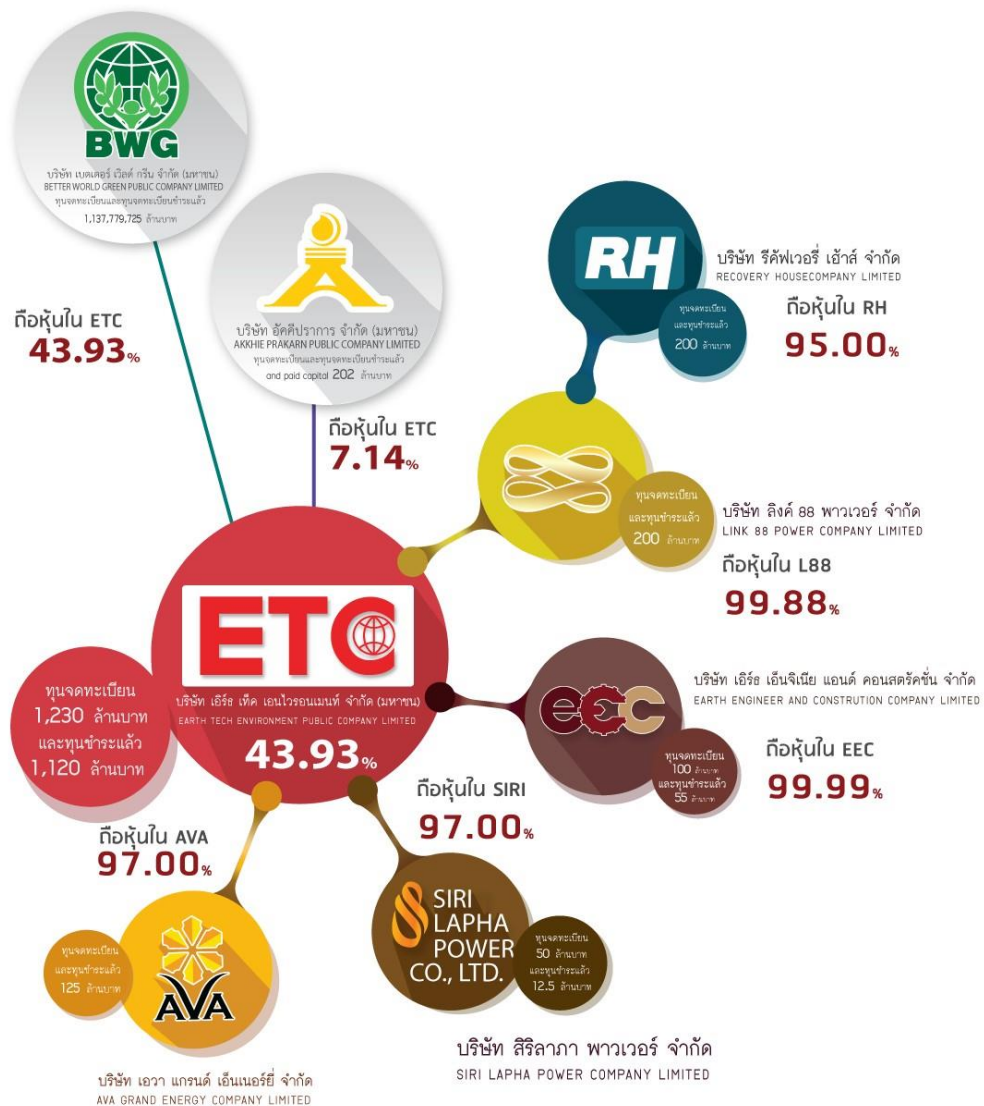 BWG
บริษัท เบตเตอร์ เวิลด์ กรีน จำกัด (มหาชน)
BETTER WORLD GREEN PUBLIC COMPANY LIMITED
ทุนจดทะเบียนและทุนจดทะเบียนชำระแล้ว
1,137,779,725 ล้านบาท
ถือหุ้นใน ETC
43.93%
บริษัท อัคคีปราการ จำกัด (มหาชน)
AKKHIE PRAKARN PUBLIC COMPANY LIMITED
ทุนจดทะเบียนและทุนจดทะเบียนชำระแล้ว
and paid capital 202 ล้านบาท
ถือหุ้นใน ETC
7.14%
RH
บริษัท รีคัฟเวอรี่ เฮ้าส์ จำกัด
RECOVERY HOUSECOMPANY LIMITED
ทุนจดทะเบียน
และทุนชำระแล้ว
200 ล้านบาท
ถือหุ้นใน RH
95.00%
ทุนจดทะเบียน
และทุนชำระแล้ว
200 ล้านบาท
บริษัท ลิงค์ 88 พาวเวอร์ จำกัด
LINK 88 POWER COMPANY LIMITED
ถือหุ้นใน L88
99.88%
ETC
บริษัท เอิร์ธ เท็ค เอนไวรอนเมนท์ จำกัด (มหาชน)
EARTH TECH ENVIRONMENT PUBLIC COMPANY LIMITED
43.93%
ทุนจดทะเบียน
1,230 ล้านบาท
และทุนชำระแล้ว
1,120 ล้านบาท
eec
บริษัท เอิร์ธ เอ็นจิเนีย แอนด์ คอนสตรัคชั่น จำกัด
EARTH ENGINEER AND CONSTRUTION COMPANY LIMITED
ทุนจดทะเบียน
100 ล้านบาท
และทุนชำระแล้ว
55 ล้านบาท
ถือหุ้นใน EEC
99.99%
ถือหุ้นใน SIRI
97.00%
ถือหุ้นใน AVA
97.00%
SIRI
LAPHA
POWER
CO., LTD.
ทุนจดทะเบียน
50 ล้านบาท
และทุนชำระแล้ว
12.5 ล้านบาท
บริษัท สิริลาภา พาวเวอร์ จำกัด
SIRI LAPHA POWER COMPANY LIMITED
ทุนจดทะเบียน
และทุนชำระแล้ว
125 ล้านบาท
AVA
บริษัท เอวา แกรนด์ เอ็นเนอร์ยี่ จำกัด
AVA GRAND ENERGY COMPANY LIMITED